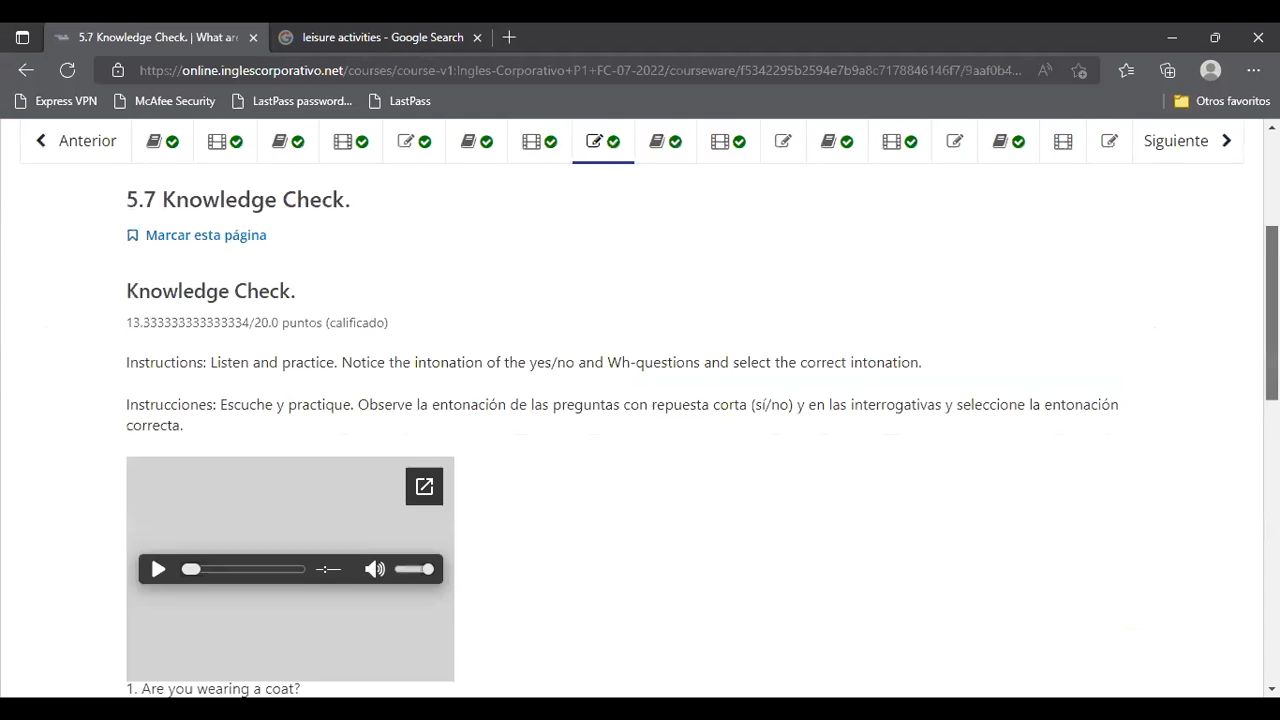 5.7 Knowledge Check. | What are
leisure activities - Google Search
https://online.inglescorporativo.net/courses/course-v1:Ingles-Corporativo+P1+FC-07-2022/courseware/f5342295b2594e7b9a8c7178846146f7/9aaf0b4...
Express VPN
McAfee Security
LastPass password...
LastPass
Otros favoritos
Anterior
Siguiente
5.7 Knowledge Check.
Marcar esta página
Knowledge Check.
13.333333333333334/20.0 puntos (calificado)
Instructions: Listen and practice. Notice the intonation of the yes/no and Wh-questions and select the correct intonation.
Instrucciones: Escuche y practique. Observe la entonación de las preguntas con repuesta corta (sí/no) y en las interrogativas y seleccione la entonación
correcta.
-:--
1. Are you wearing a coat?